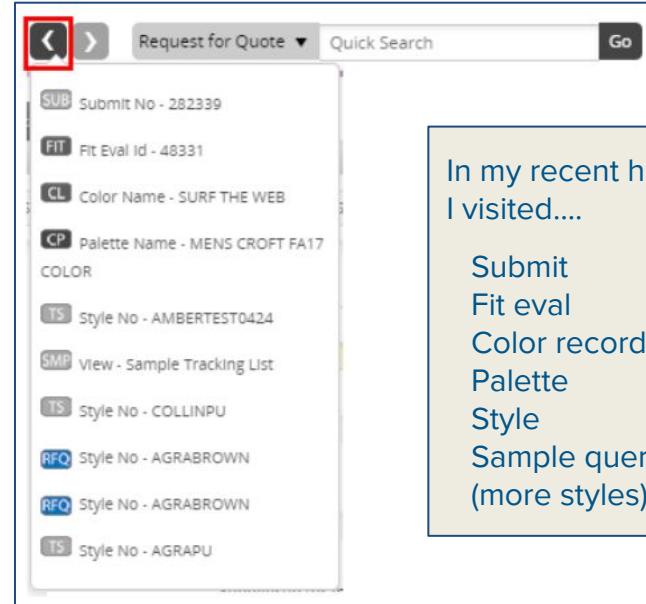 Request for Quote ▼ Quick Search Go
SUB Submit No - 282339
FIT Fit Eval Id - 48331
CL Color Name - SURF THE WEB
CP Palette Name - MENS CROFT FA17
COLOR
TS Style No - AMBERTEST0424
SMP View - Sample Tracking List
TS Style No - COLLINPU
RFQ Style No - AGRABROWN
RFQ Style No - AGRABROWN
TS Style No - AGRAPU
In my recent h
I visited....
Submit
Fit eval
Color record
Palette
Style
Sample quer
(more styles)